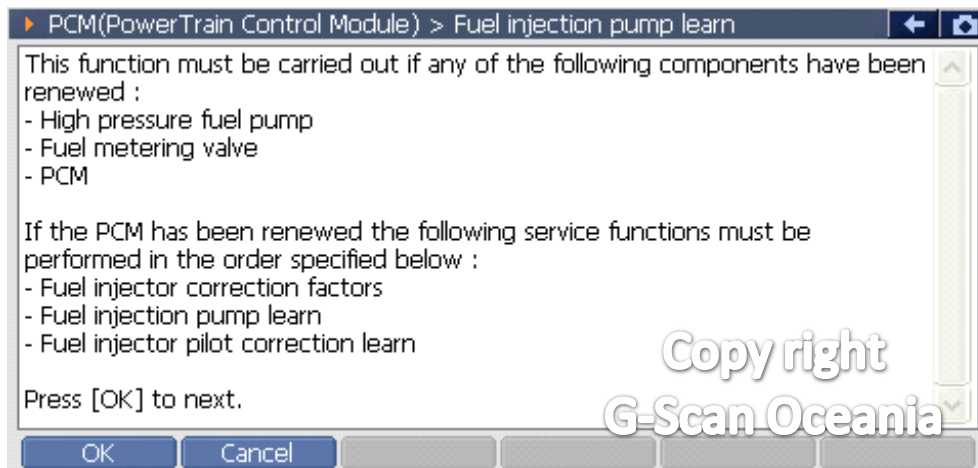 PCM(PowerTrain Control Module) > Fuel injection pump learn
This function must be carried out if any of the following components have been
renewed :
- High pressure fuel pump
- Fuel metering valve
- PCM
If the PCM has been renewed the following service functions must be
performed in the order specified below :
- Fuel injector correction factors
- Fuel injection pump learn
- Fuel injector pilot correction learn
Press [OK] to next.
Copy right
G-Scan Oceania
OK
Cancel